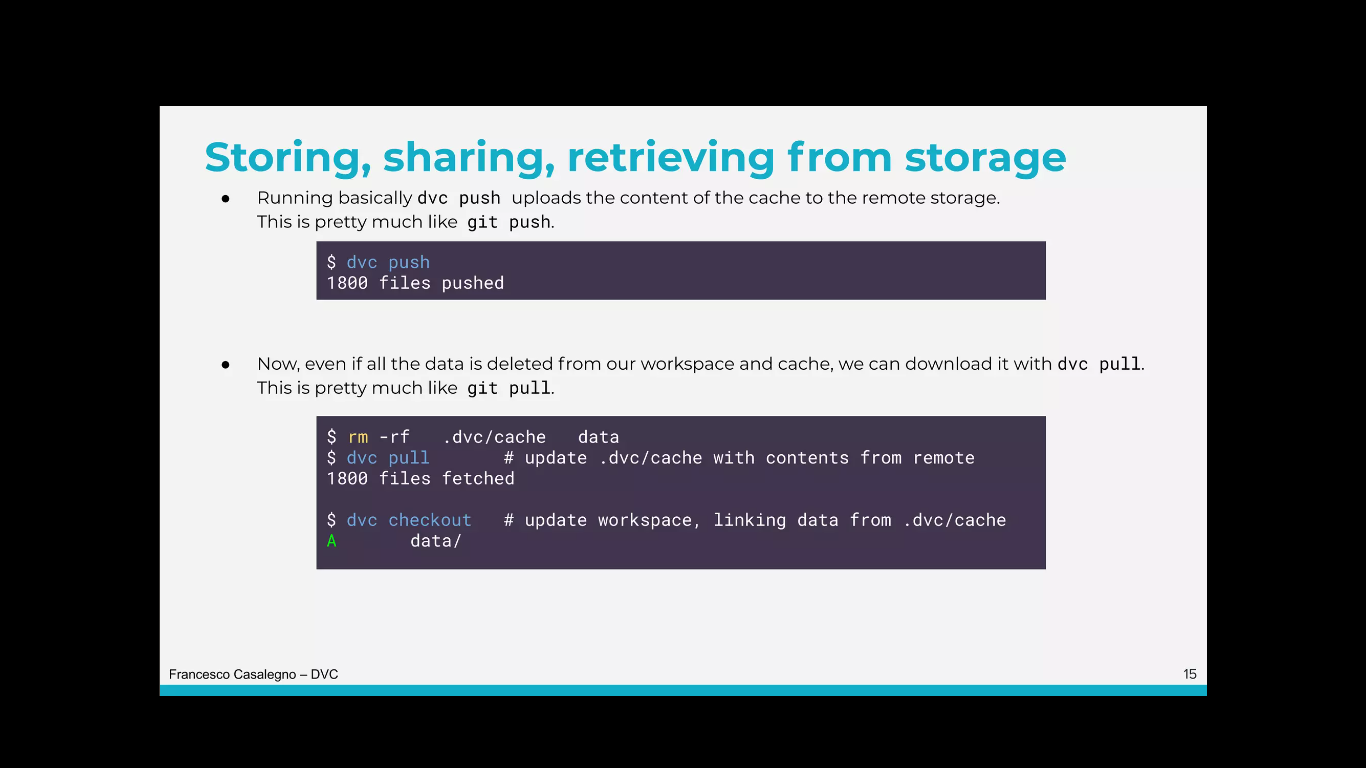 Storing, sharing, retrieving from storage
● Running basically dvc push uploads the content of the cache to the remote storage.
This is pretty much like git push.
$ dvc push
1800 files pushed
● Now, even if all the data is deleted from our workspace and cache, we can download it with dvc pull.
This is pretty much like git pull.
$ rm -rf .dvc/cache data
$ dvc pull # update .dvc/cache with contents from remote
1800 files fetched
$ dvc checkout # update workspace, linking data from .dvc/cache
A data/
Francesco Casalegno – DVC
15